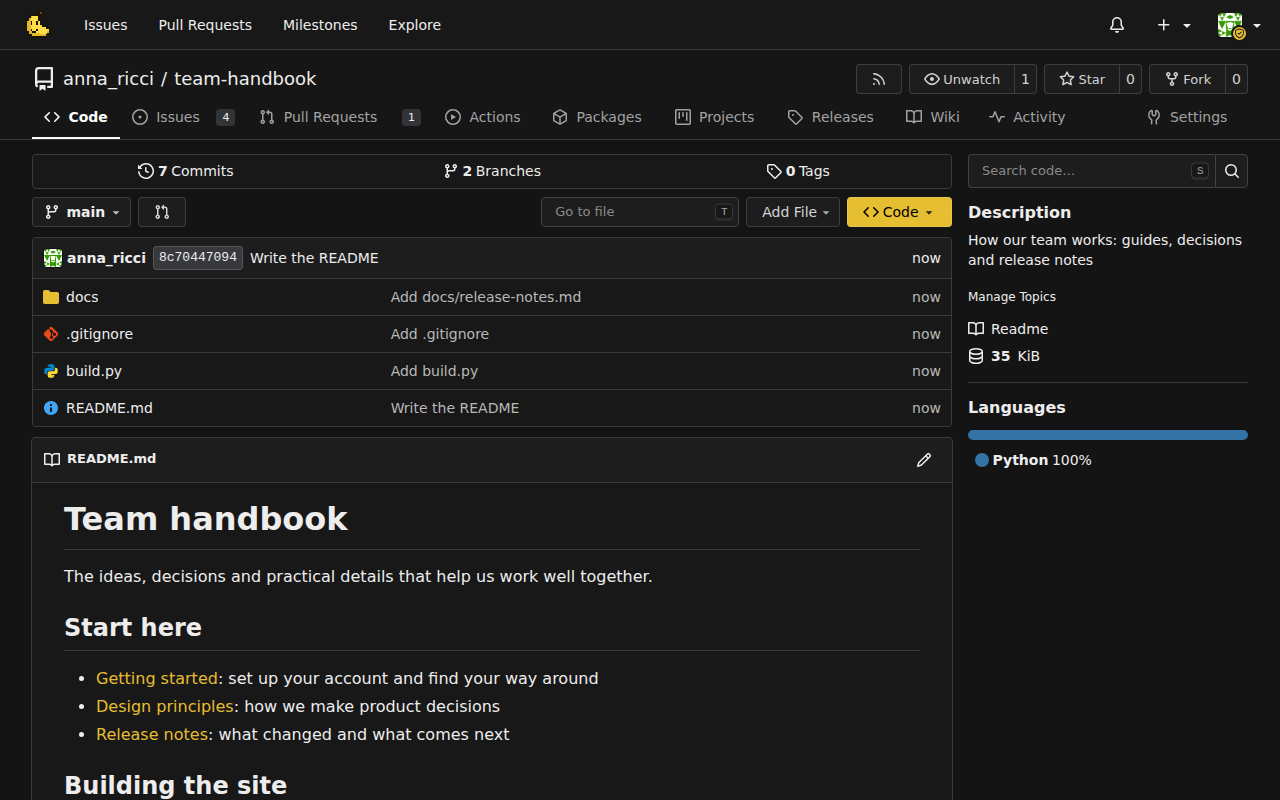 Issues Pull Requests Milestones Explore
anna_ricci / team-handbook
Unwatch 1 Star 0 Fork 0
Code Issues 4 Pull Requests 1 Actions Packages Projects Releases Wiki Activity Settings
7 Commits 2 Branches 0 Tags
Search code... S
main Go to file T Add File Code
Description
How our team works: guides, decisions
and release notes
Manage Topics
Readme
35 KiB
Languages
Python 100%
anna_ricci 8c70447094 Write the README now
docs Add docs/release-notes.md now
.gitignore Add .gitignore now
build.py Add build.py now
README.md Write the README now
README.md
Team handbook
The ideas, decisions and practical details that help us work well together.
Start here
Getting started: set up your account and find your way around
Design principles: how we make product decisions
Release notes: what changed and what comes next
Building the site